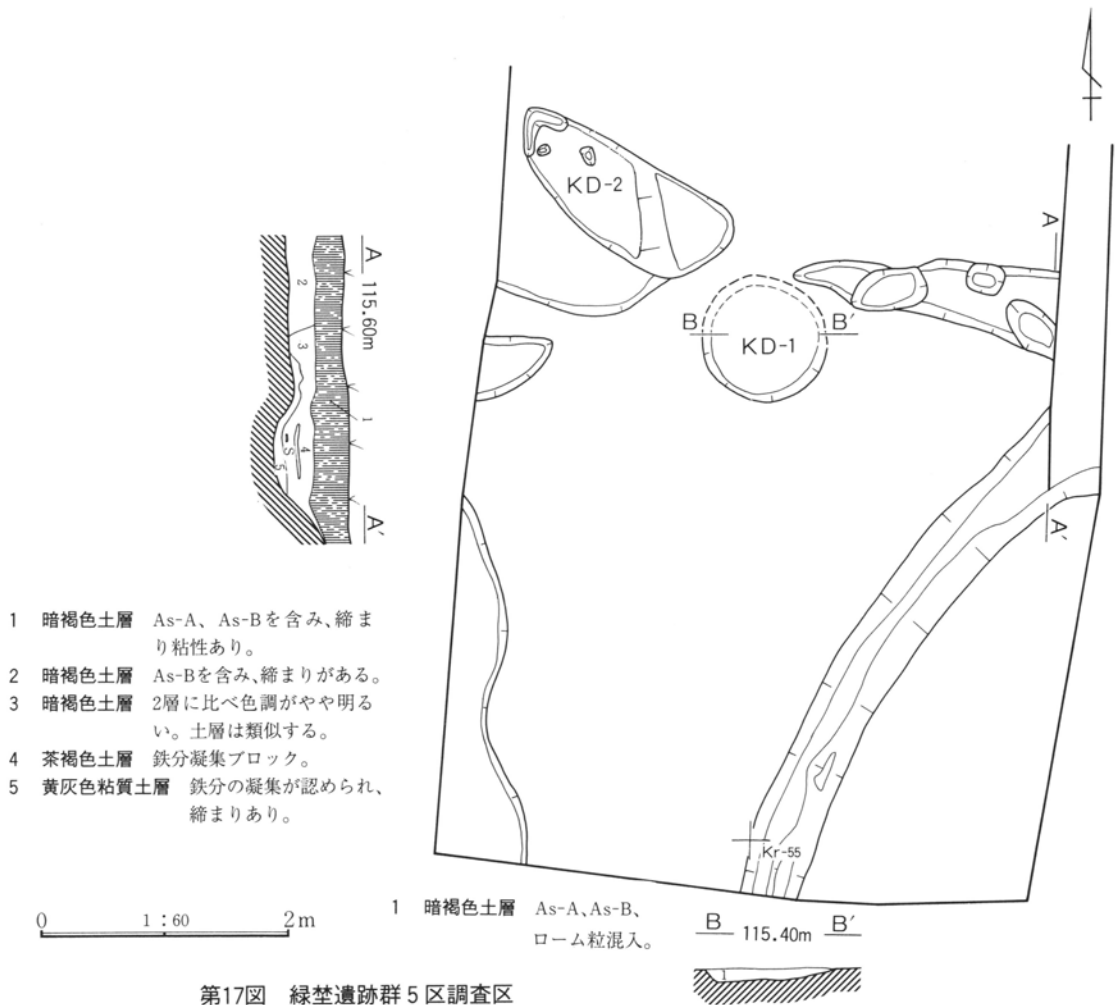 KD-2
A
B
B'
KD-1
A'
Kr-55
A
115.60m
A'
2
3
1
4
S
5
1 暗褐色土層 As-A、As-Bを含み、締ま
り粘性あり。
2 暗褐色土層 As-Bを含み、締まりがある。
3 暗褐色土層 2層に比べ色調がやや明る
い。土層は類似する。
4 茶褐色土層 鉄分凝集ブロック。
5 黄灰色粘質土層 鉄分の凝集が認められ、
締まりあり。
0 1:60 2m
1 暗褐色土層 As-A、As-B、
ローム粒混入。
B 115.40m B'
1
第17図 緑埜遺跡群5区調査区